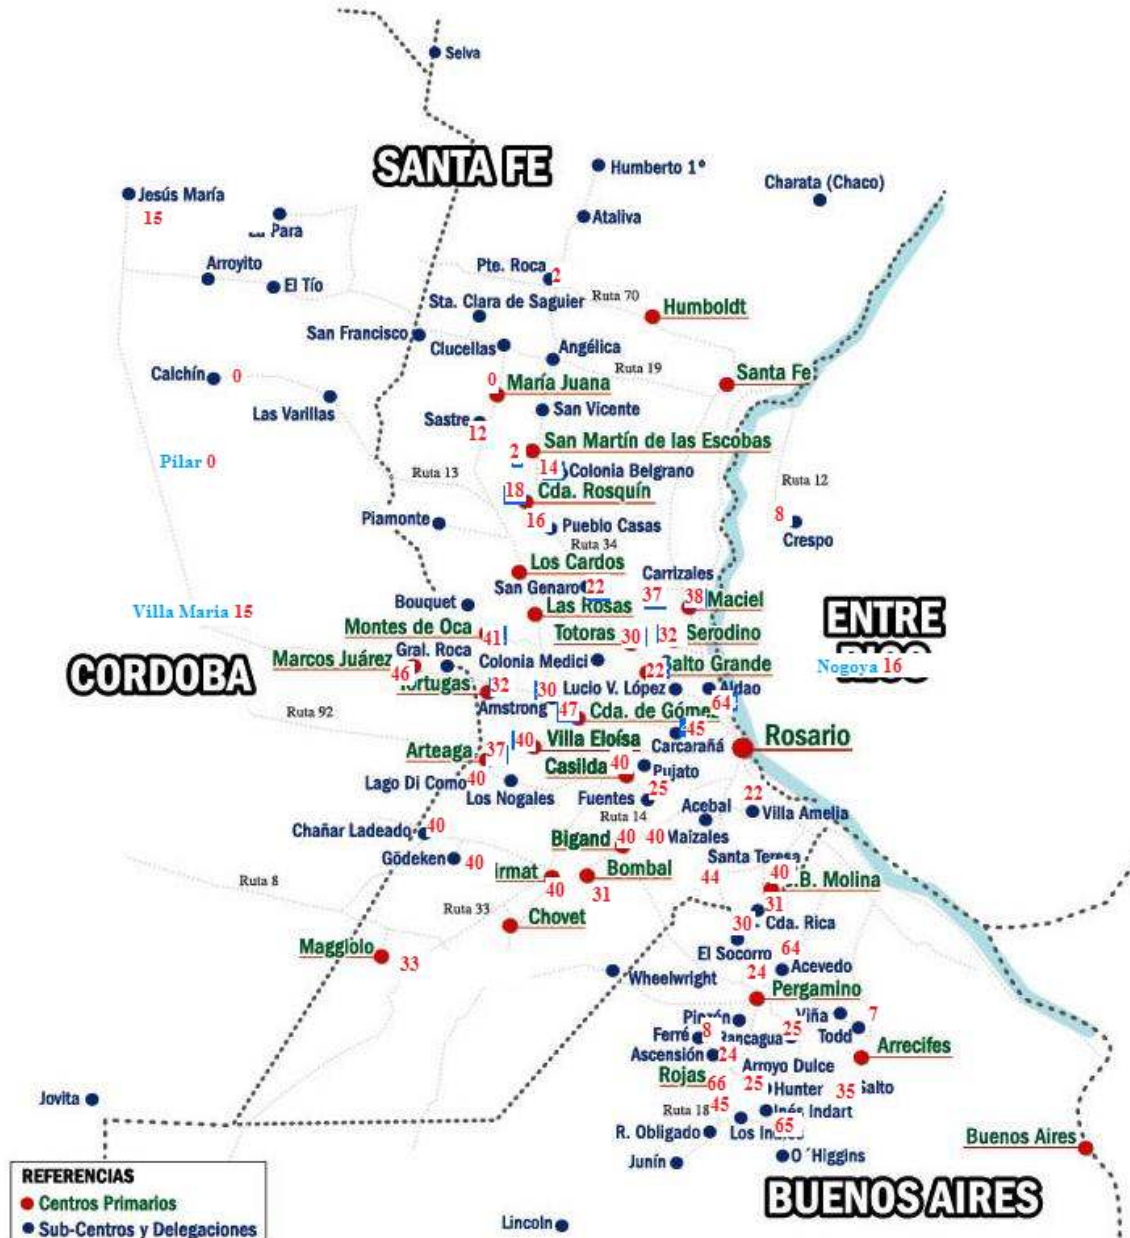 Selva
SANTA FE
Humberto 1°
Charata (Chaco)
Jesús María
15
Ataliva
Para
Arroyito
El Tío
Pte. Roca
2
Ruta 70
Sta. Clara de Saguier
Humboldt
San Francisco
Clucellas
Angélica
Ruta 19
Santa Fe
Calchín
0
0
María Juana
Las Varillas
Sastre
12
San Vicente
San Martín de las Escobas
2
Pilar 0
Ruta 13
14
Colonia Belgrano
Ruta 12
18
Cda. Rosquín
Piamonte
16
Pueblo Casas
8
Crespo
Ruta 34
Los Cardos
Carrizales
San Genaro
22
37
38
Maciel
Bouquet
Las Rosas
Villa Maria 15
ENTRE
Montes de Oca
41
Totoras
30
32
Serodino
Marcos Juárez
46
Gral. Roca
Colonia Medici
22
Salto Grande
Nogoya 16
CORDOBA
Tortugas
32
30
Lucio V. López
Aldao
64
Amstrong
47
Cda. de Gómez
Ruta 92
45
Carcarañá
Rosario
Arteaga
37
40
Villa Eloísa
Casilda
40
Pujato
Lago Di Como
40
Los Nogales
Fuentes
25
22
Villa Amelia
Acebal
Ruta 14
Chañar Ladeado
40
Bigand
40
40
Maizales
Gödeken
40
Santa Teresa
Ruta 8
irmat
40
Bombal
31
44
40
.B. Molina
31
Ruta 33
Chovet
30
Cda. Rica
Maggiolo
33
El Socorro
64
Acevedo
24
Wheelwright
Pergamino
Pinzón
Viña
7
Ferré
8
Rancagua
25
Todd
Ascensión
24
Arrecifes
Arroyo Dulce
Rojas
66
25
Hunter
35
Salto
Jovita
Ruta 18
45
Inés Indart
65
R. Obligado
Los Indios
Buenos Aires
Junín
O´Higgins
REFERENCIAS
Centros Primarios
Sub-Centros y Delegaciones
BUENOS AIRES
Lincoln